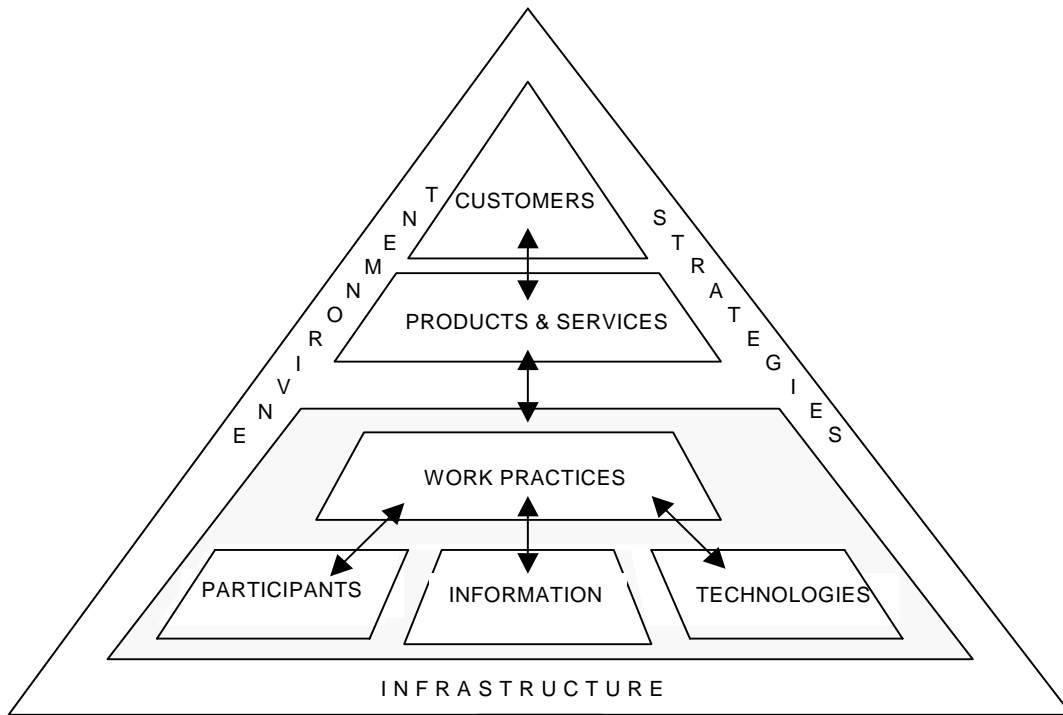 CUSTOMERS
PRODUCTS & SERVICES
WORK PRACTICES
PARTICIPANTS
INFORMATION
TECHNOLOGIES
ENVIRONMENT
STRATEGIES
INFRASTRUCTURE